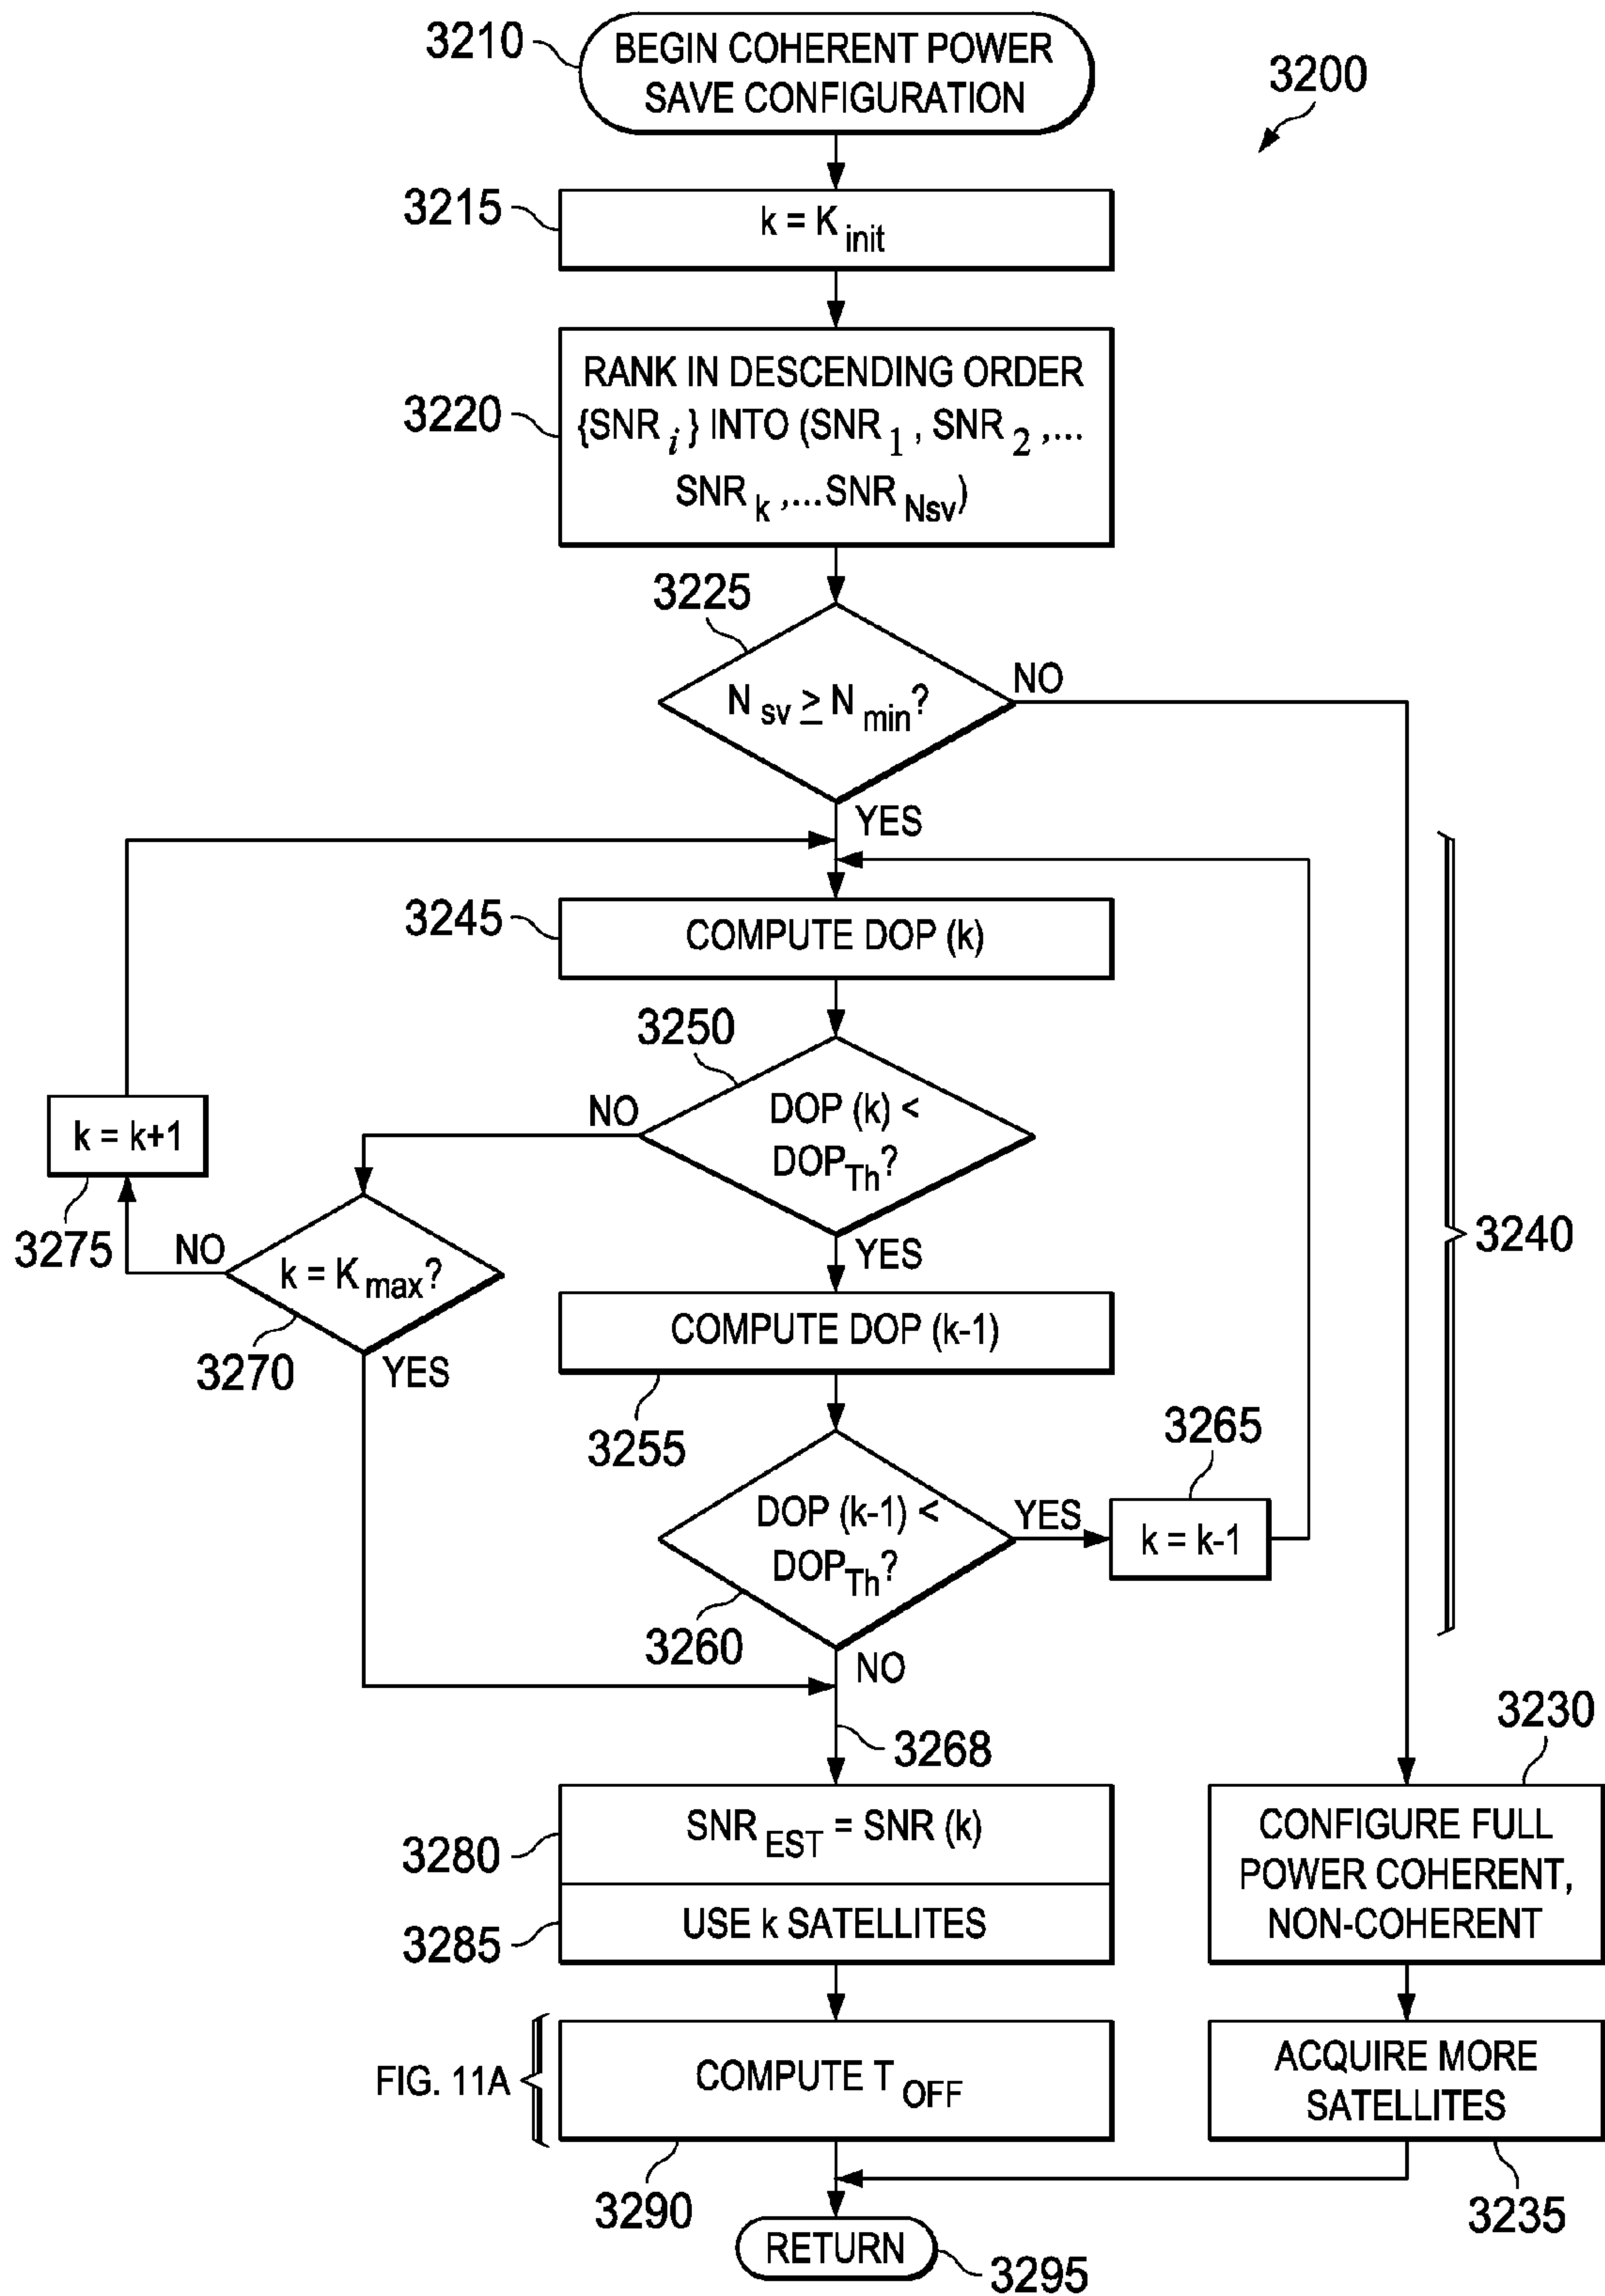 3210
BEGIN COHERENT POWER
SAVE CONFIGURATION
3200
3215
k = K init
3220
RANK IN DESCENDING ORDER
{SNR i } INTO (SNR 1 , SNR 2 ,...
SNR k ,...SNR Nsv)
3225
N sv ≥ N min?
NO
YES
3245
COMPUTE DOP (k)
3250
DOP (k) <
DOP Th?
NO
YES
k = k+1
3275
NO
k = K max?
3270
YES
3240
COMPUTE DOP (k-1)
3255
3265
DOP (k-1) <
DOP Th?
YES
k = k-1
3260
NO
3268
3230
3280
SNR EST = SNR (k)
3285
USE k SATELLITES
CONFIGURE FULL
POWER COHERENT,
NON-COHERENT
FIG. 11A
COMPUTE T OFF
3290
ACQUIRE MORE
SATELLITES
3235
RETURN
3295